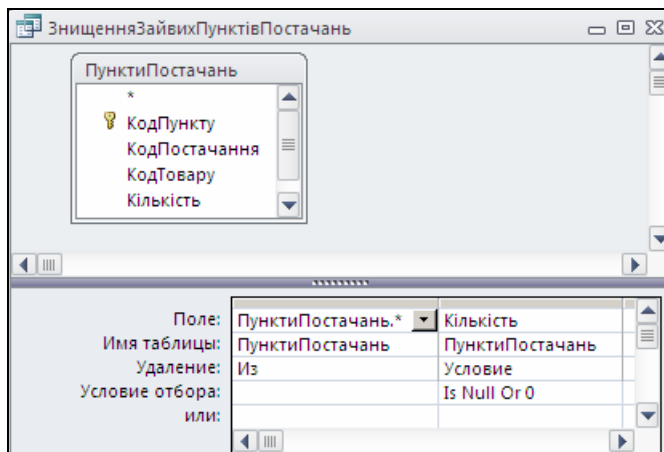 ЗнищенняЗайвихПунктівПостачань
ПунктиПостачань
*
КодПункту
КодПостачання
КодТовару
Кількість
Поле: ПунктиПостачань.* Кількість
Имя таблицы: ПунктиПостачань ПунктиПостачань
Удаление: Из Условие
Условие отбора: Is Null Or 0
или: